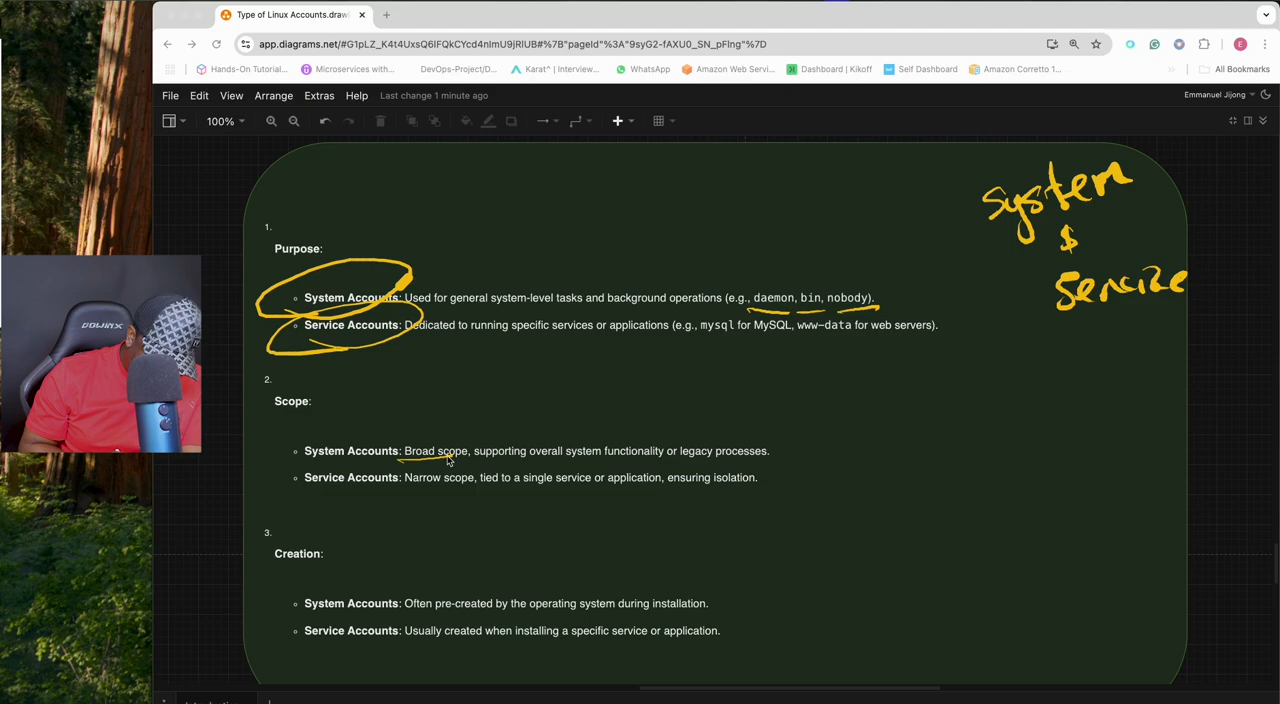 Type of Linux Accounts.draw
app.diagrams.net/#G1pLZ_K4t4UxsQ6IFQkCYcd4nImU9jRIUB#%7B"pageId"%3A"9syG2-fAXU0_SN_pFlng"%7D
Hands-On Tutorial... Microservices with... DevOps-Project/D... Karat^ | Interview... WhatsApp Amazon Web Servi... Dashboard | Kikoff Self Dashboard Amazon Corretto 1... All Bookmarks
File Edit View Arrange Extras Help Last change 1 minute ago Emmanuel Jijong
100%
system
$
Service
1.
Purpose:
System Accounts: Used for general system-level tasks and background operations (e.g., daemon, bin, nobody).
Service Accounts: Dedicated to running specific services or applications (e.g., mysql for MySQL, www-data for web servers).
2.
Scope:
System Accounts: Broad scope, supporting overall system functionality or legacy processes.
Service Accounts: Narrow scope, tied to a single service or application, ensuring isolation.
3.
Creation:
System Accounts: Often pre-created by the operating system during installation.
Service Accounts: Usually created when installing a specific service or application.